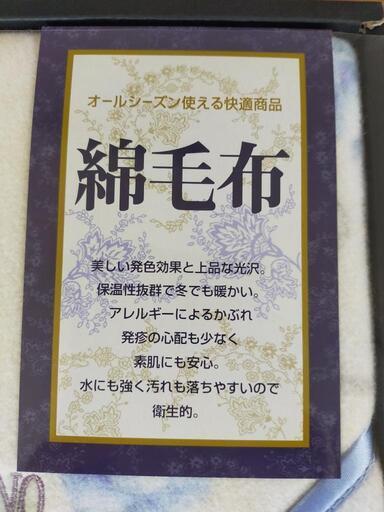 オールシーズン使える快適商品
綿毛布
美しい発色効果と上品な光沢。
保温性抜群で冬でも暖かい。
アレルギーによるかぶれ
発疹の心配も少なく
素肌にも安心。
水にも強く汚れも落ちやすいので
衛生的。